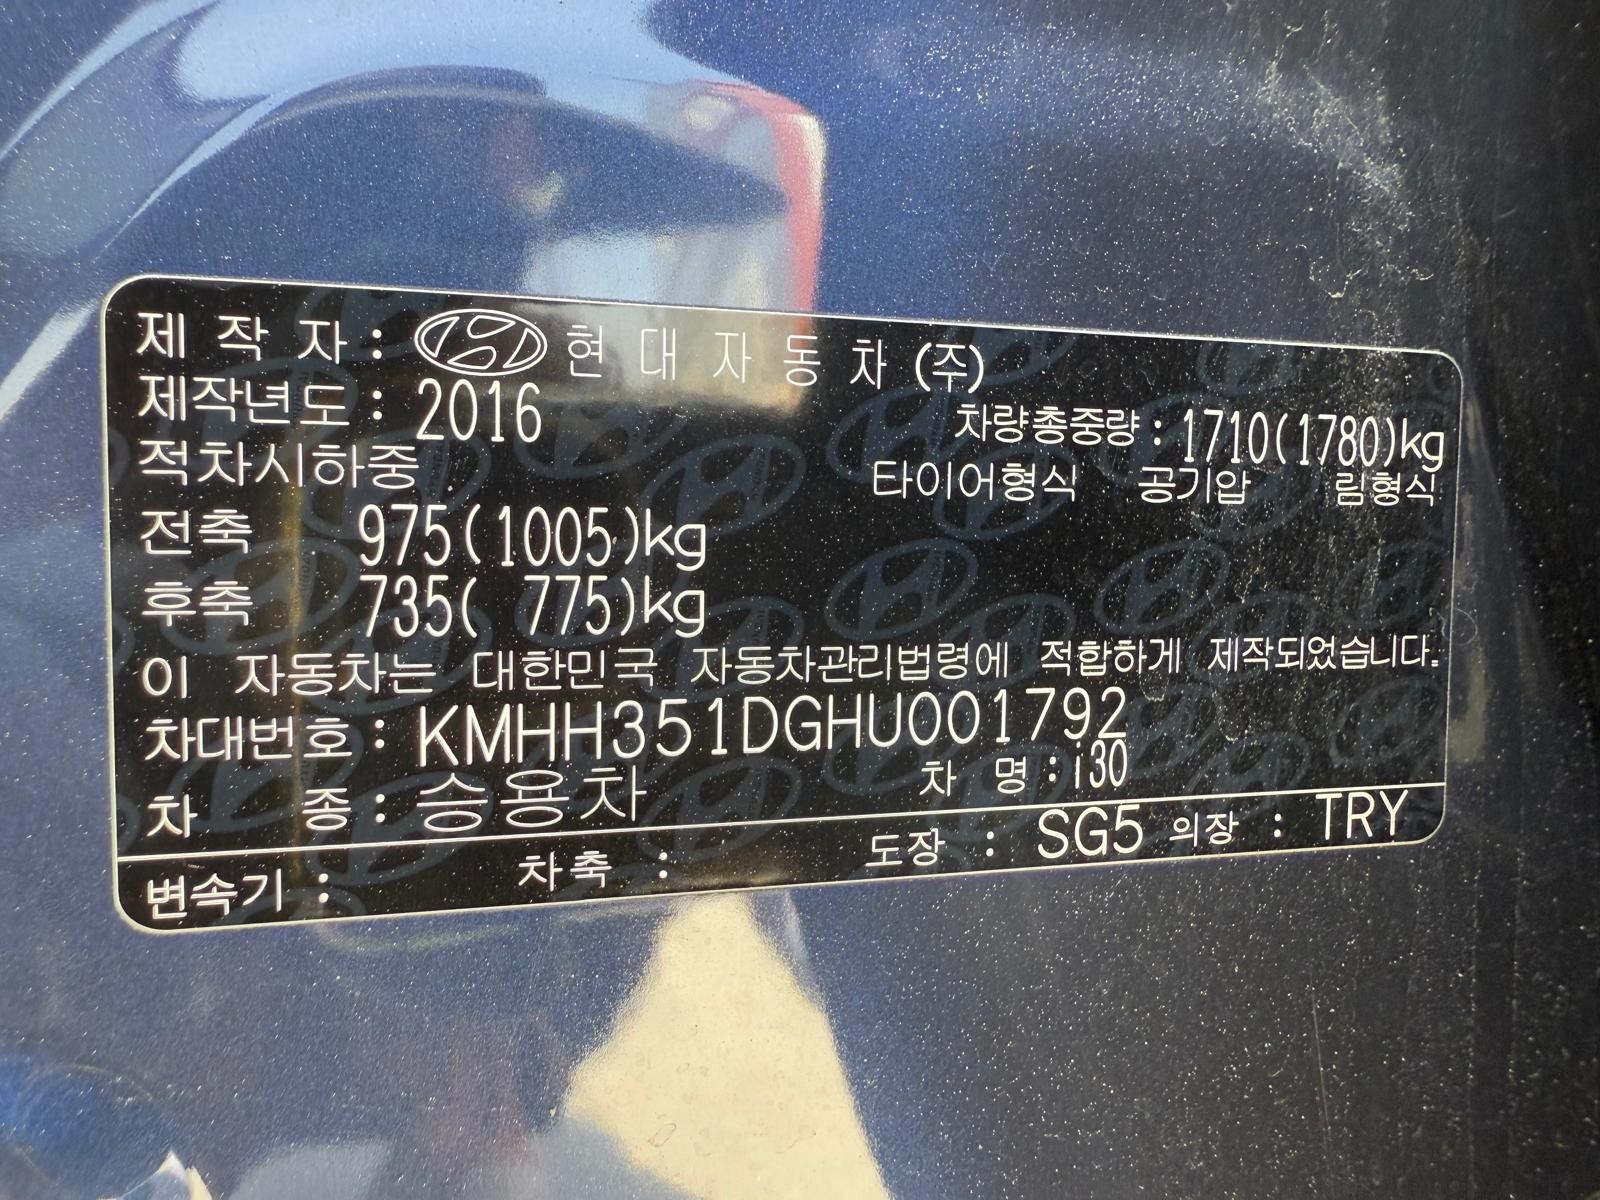 제 작 자 : 현 대 자 동 차 (주)
제작년도 : 2016
차량총중량 : 1710(1780)kg
적차시하중
타이어형식 공기압 림형식
전축 975(1005)kg
후축 735( 775)kg
이 자동차는 대한민국 자동차관리법령에 적합하게 제작되었습니다.
차대번호 : KMHH351DGHU001792
차 종 : 승용차 차 명 : i30
변속기 : 차축 : 도장 : SG5 의장 : TRY